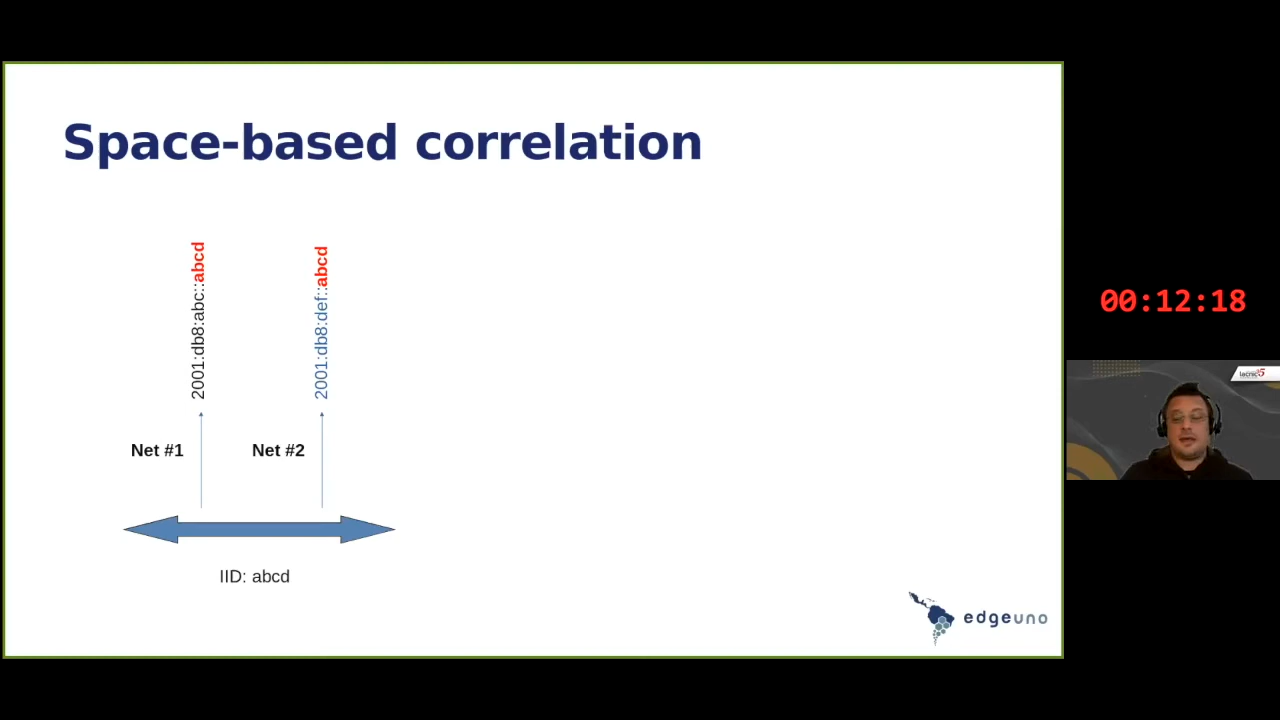 Space-based correlation
2001:db8:abc::abcd
2001:db8:def::abcd
Net #1
Net #2
IID: abcd
edgeuno
00:12:18
lacnic